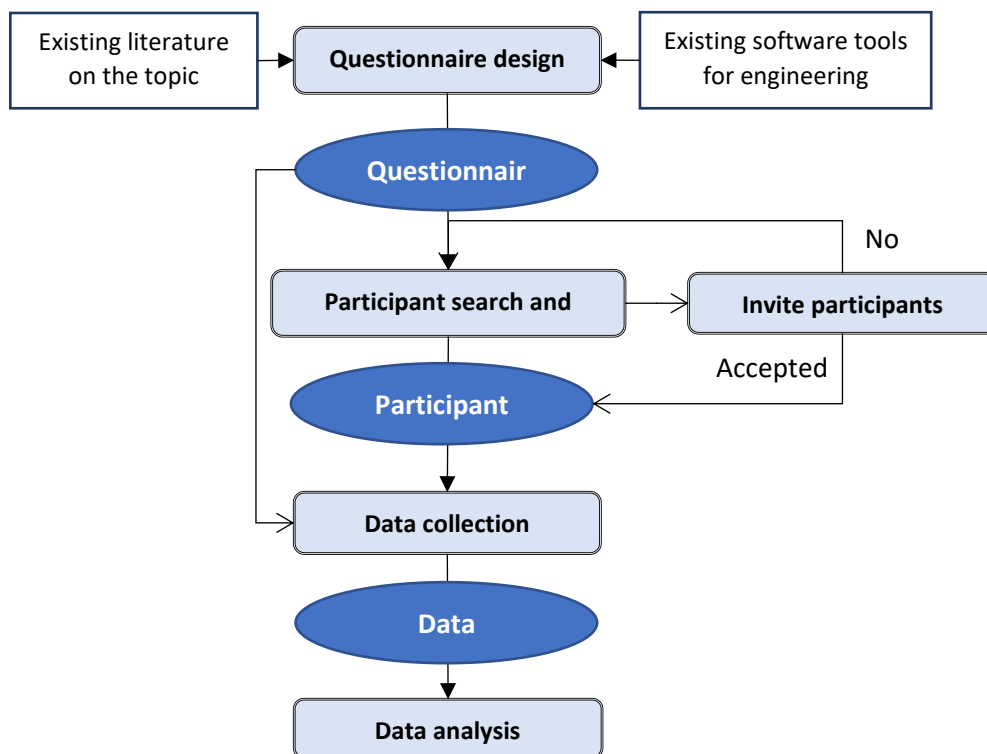 Existing literature
on the topic
Questionnaire design
Existing software tools
for engineering
Questionnair
No
Participant search and
Invite participants
Accepted
Participant
Data collection
Data
Data analysis